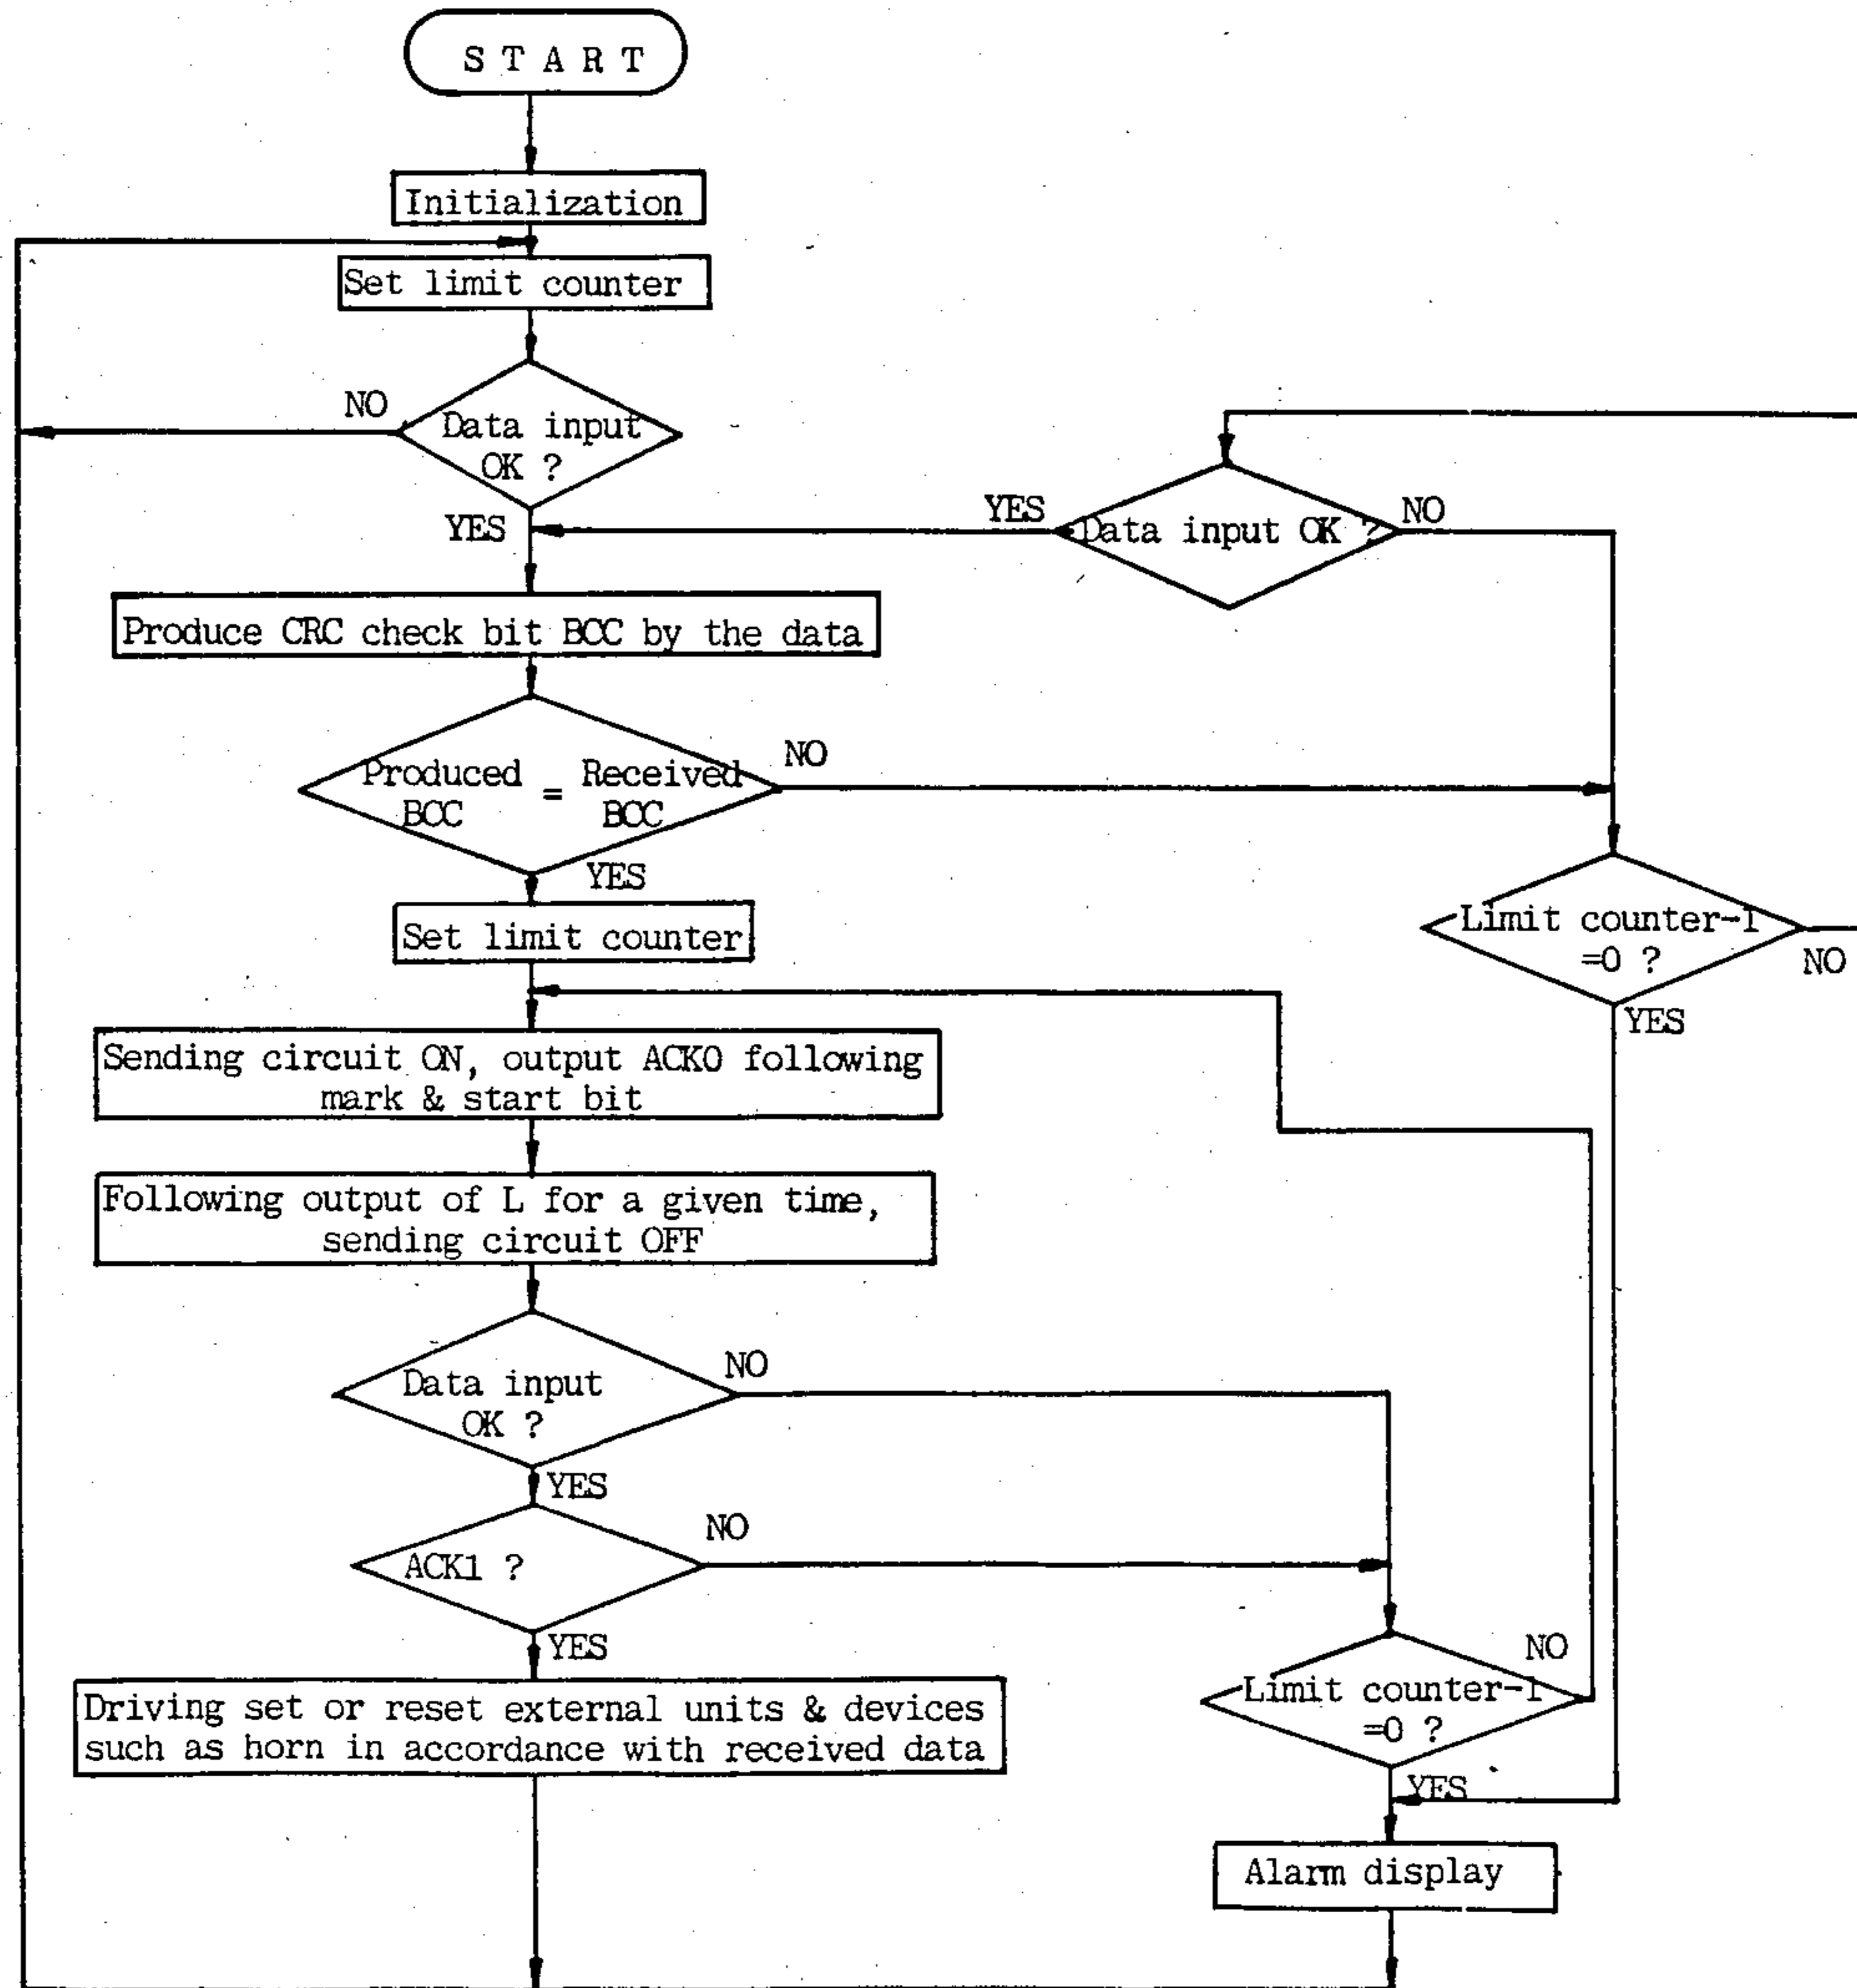 START
Initialization
Set limit counter
NO
Data input
OK ?
YES
YES
Data input OK ?
NO
Produce CRC check bit BCC by the data
Produced = Received
BCC BCC
NO
YES
Set limit counter
Limit counter-1
=0 ?
NO
YES
Sending circuit ON, output ACK0 following
mark & start bit
Following output of L for a given time,
sending circuit OFF
Data input
OK ?
NO
YES
ACK1 ?
NO
YES
Driving set or reset external units & devices
such as horn in accordance with received data
Limit counter-1
=0 ?
NO
YES
Alarm display